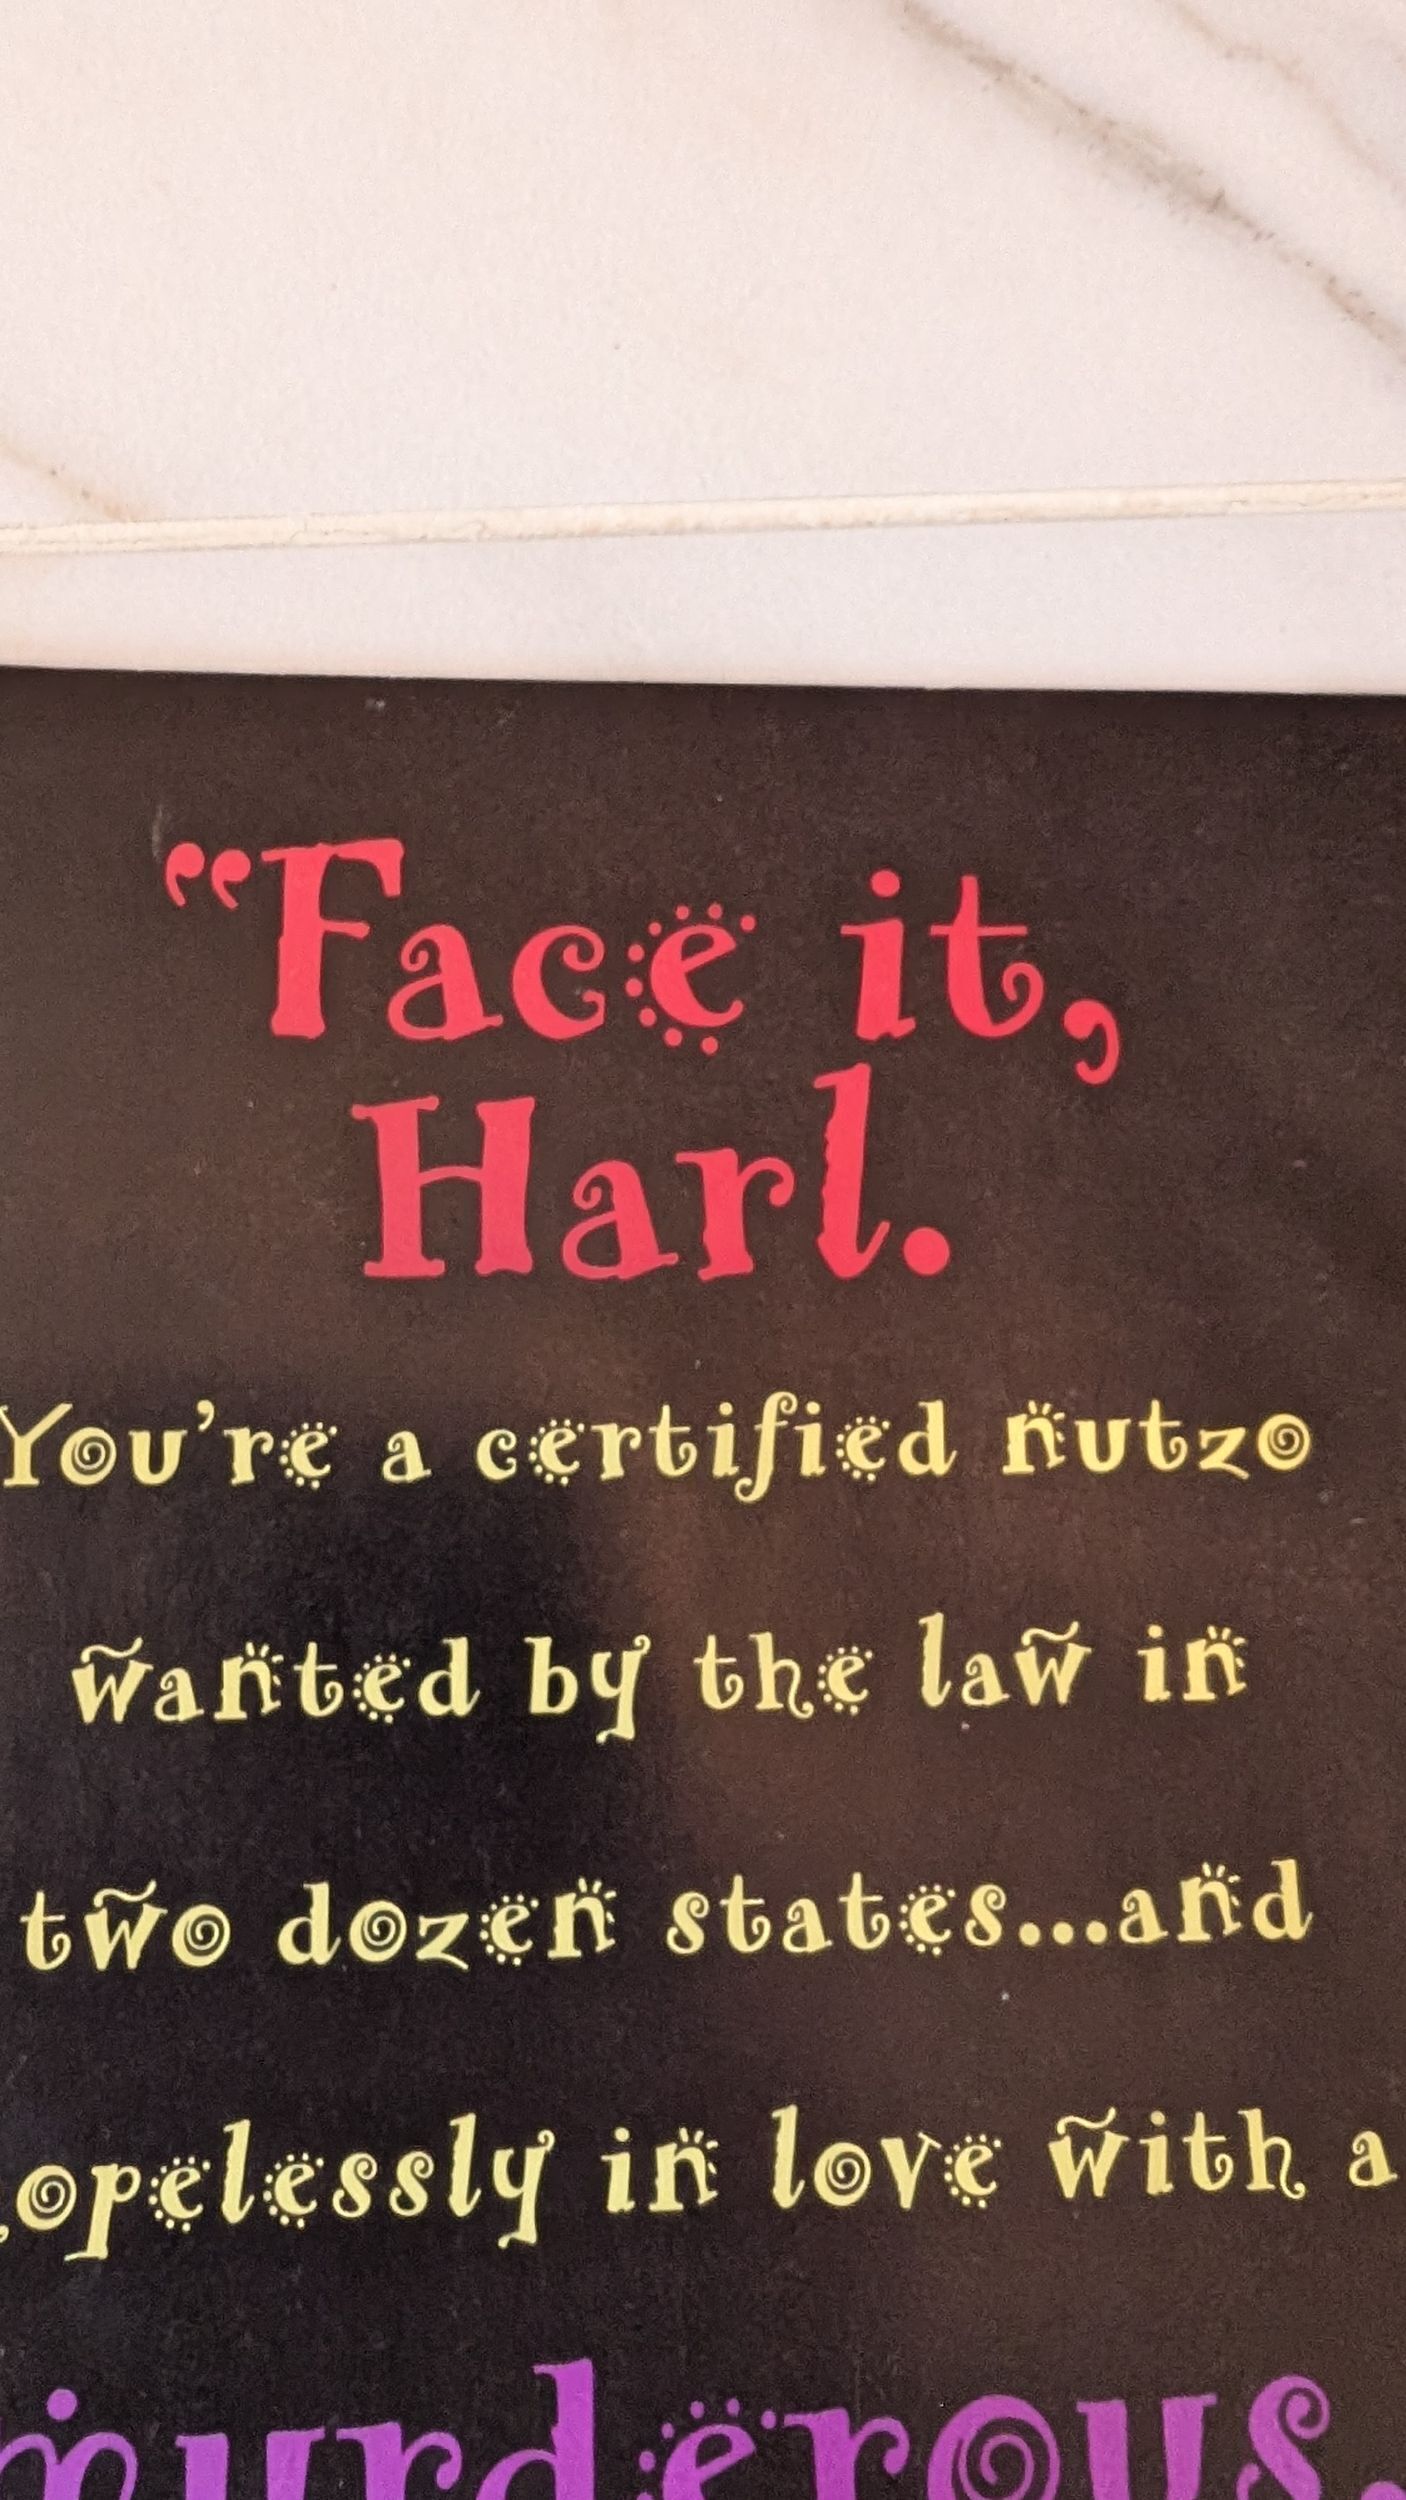 “Face it,
Harl.
You’re a certified nutzo
wanted by the law in
two dozen states...and
opelessly in love with a
murderous,